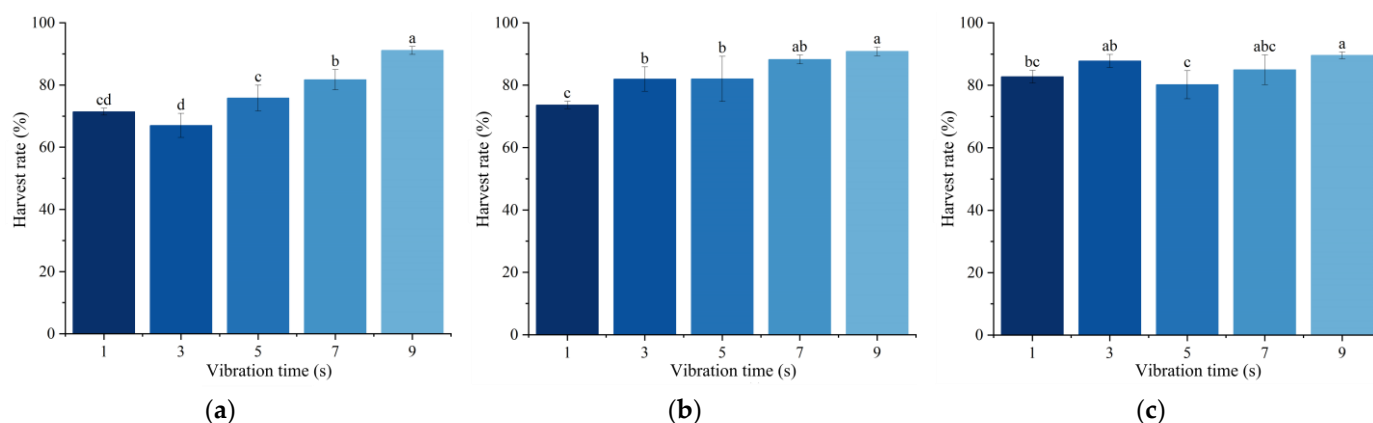 100
80
60
40
20
0
Harvest rate (%)
cd
d
c
b
a
1 3 5 7 9
Vibration time (s)
(a)
100
80
60
40
20
0
Harvest rate (%)
c
b
b
ab
a
1 3 5 7 9
Vibration time (s)
(b)
100
80
60
40
20
0
Harvest rate (%)
bc
ab
c
abc
a
1 3 5 7 9
Vibration time (s)
(c)